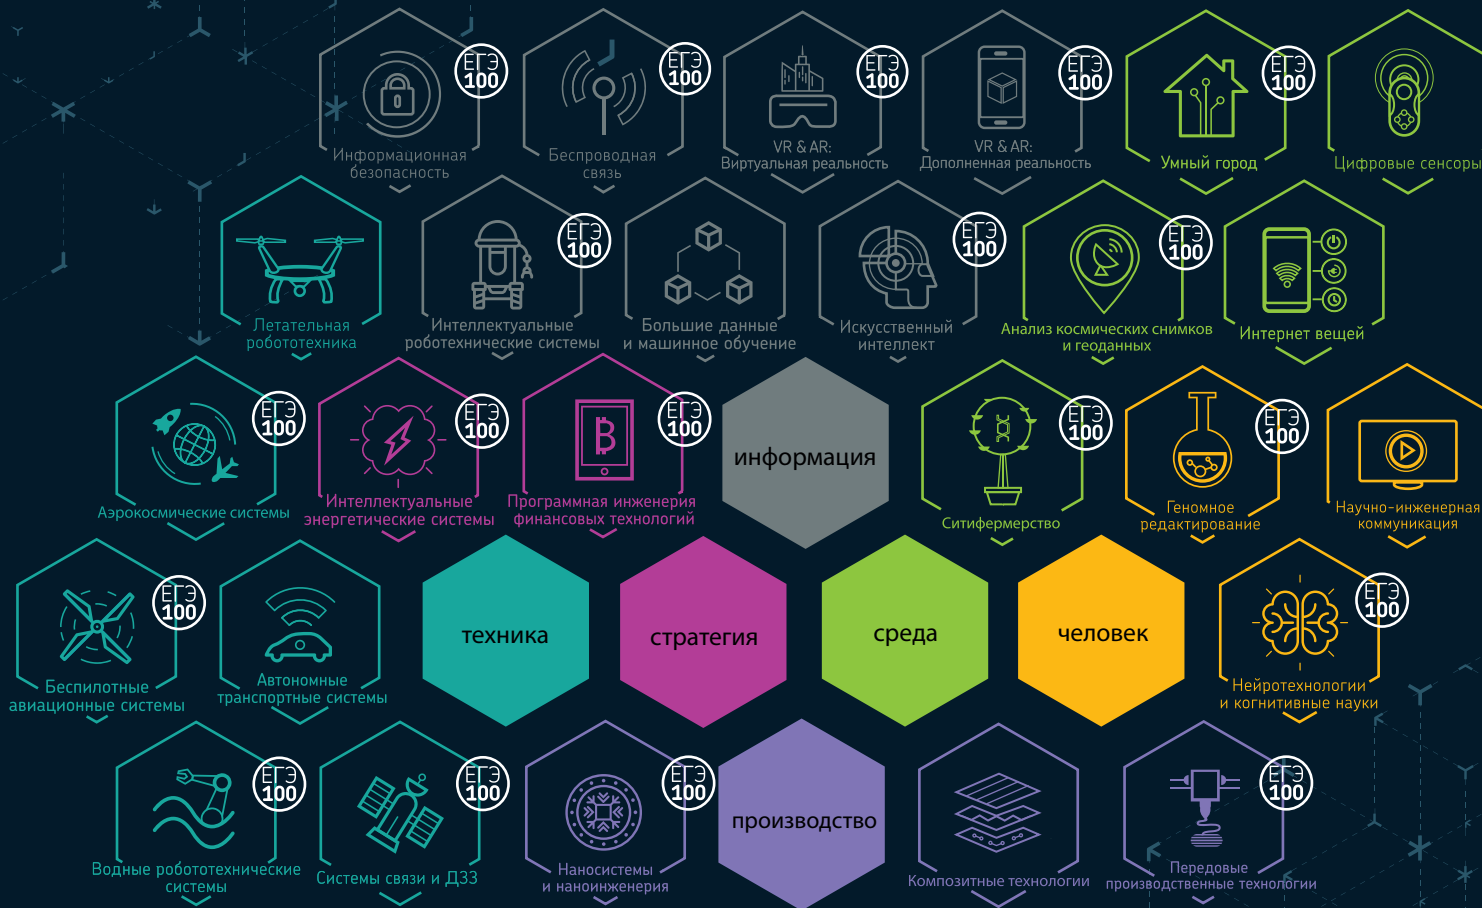 ЕГЭ
100
Информационная
безопасность
ЕГЭ
100
Беспроводная
связь
ЕГЭ
100
VR & AR:
Виртуальная реальность
ЕГЭ
100
VR & AR:
Дополненная реальность
ЕГЭ
100
Умный город
Цифровые сенсоры
Летательная
робототехника
ЕГЭ
100
Интеллектуальные
роботехнические системы
Большие данные
и машинное обучение
ЕГЭ
100
Искусственный
интеллект
ЕГЭ
100
Анализ космических снимков
и геоданных
Интернет вещей
ЕГЭ
100
Аэрокосмические системы
ЕГЭ
100
Интеллектуальные
энергетические системы
ЕГЭ
100
Программная инженерия
финансовых технологий
информация
ЕГЭ
100
Ситифермерство
ЕГЭ
100
Геномное
редактирование
Научно-инженерная
коммуникация
ЕГЭ
100
Беспилотные
авиационные системы
Автономные
транспортные системы
техника
стратегия
среда
человек
ЕГЭ
100
Нейротехнологии
и когнитивные науки
ЕГЭ
100
Водные робототехнические
системы
ЕГЭ
100
Системы связи и ДЗЗ
ЕГЭ
100
Наносистемы
и наноинженерия
производство
Композитные технологии
ЕГЭ
100
Передовые
производственные технологии